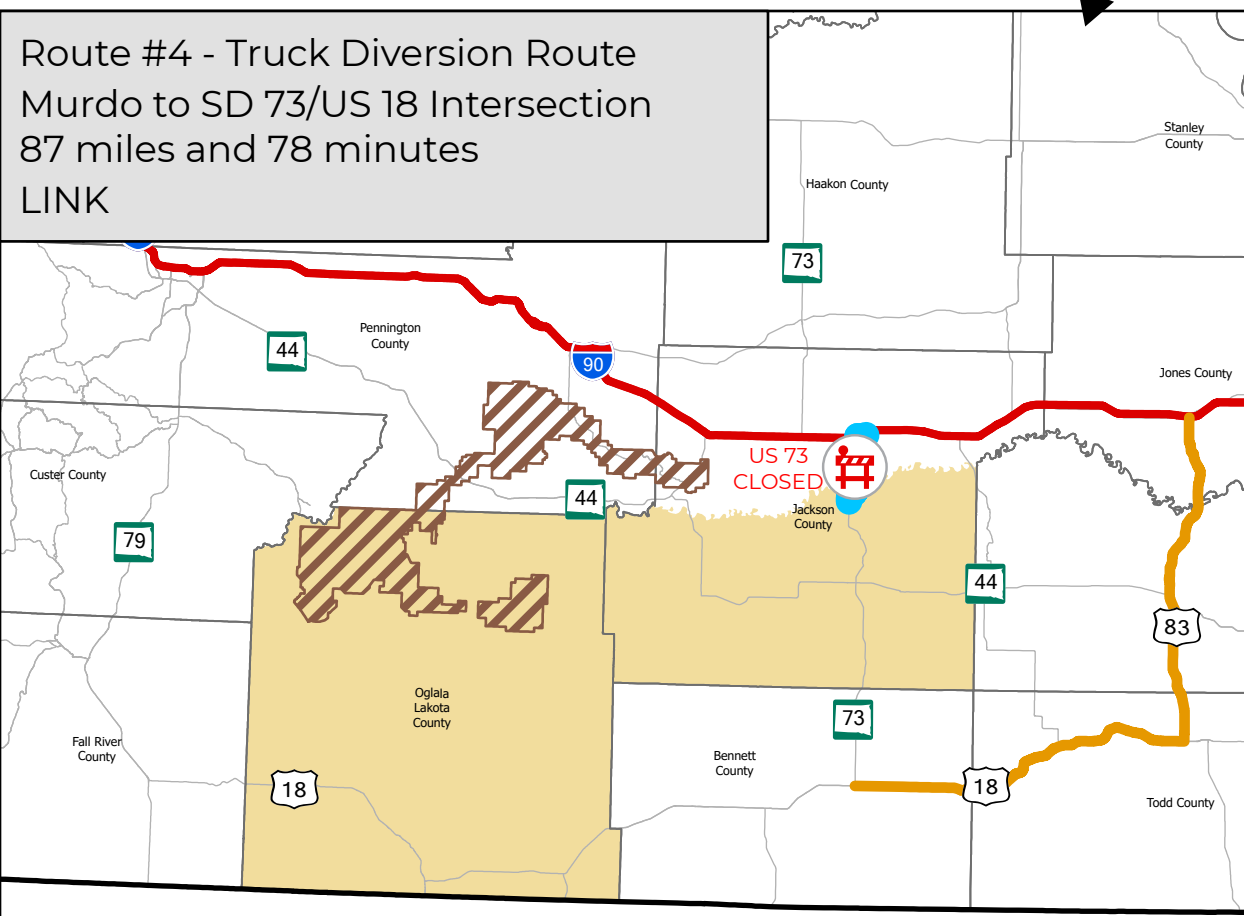 Route #4 - Truck Diversion Route
Murdo to SD 73/US 18 Intersection
87 miles and 78 minutes
LINK
Stanley
County
Haakon County
73
Pennington
County
44
90
Jones County
US 73
CLOSED
Custer County
44
Jackson
County
79
44
83
Oglala
Lakota
County
73
Fall River
County
Bennett
County
18
18
Todd County